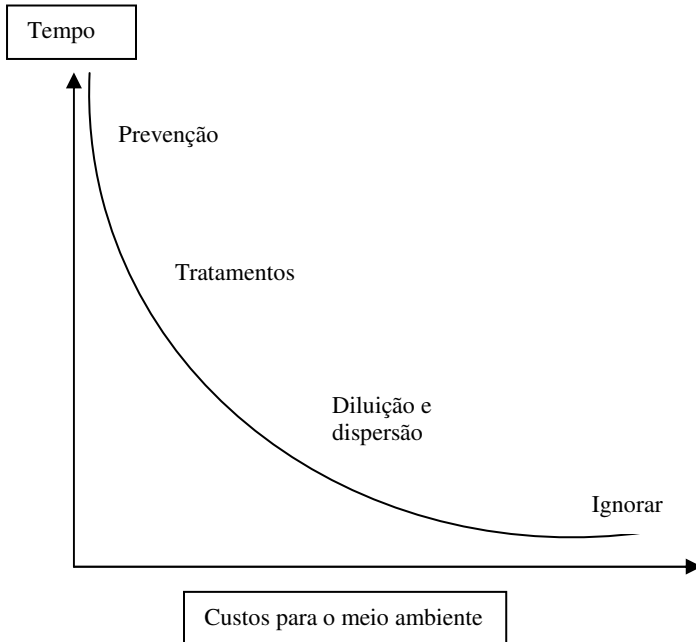 Tempo
Prevenção
Tratamentos
Diluição e
dispersão
Ignorar
Custos para o meio ambiente